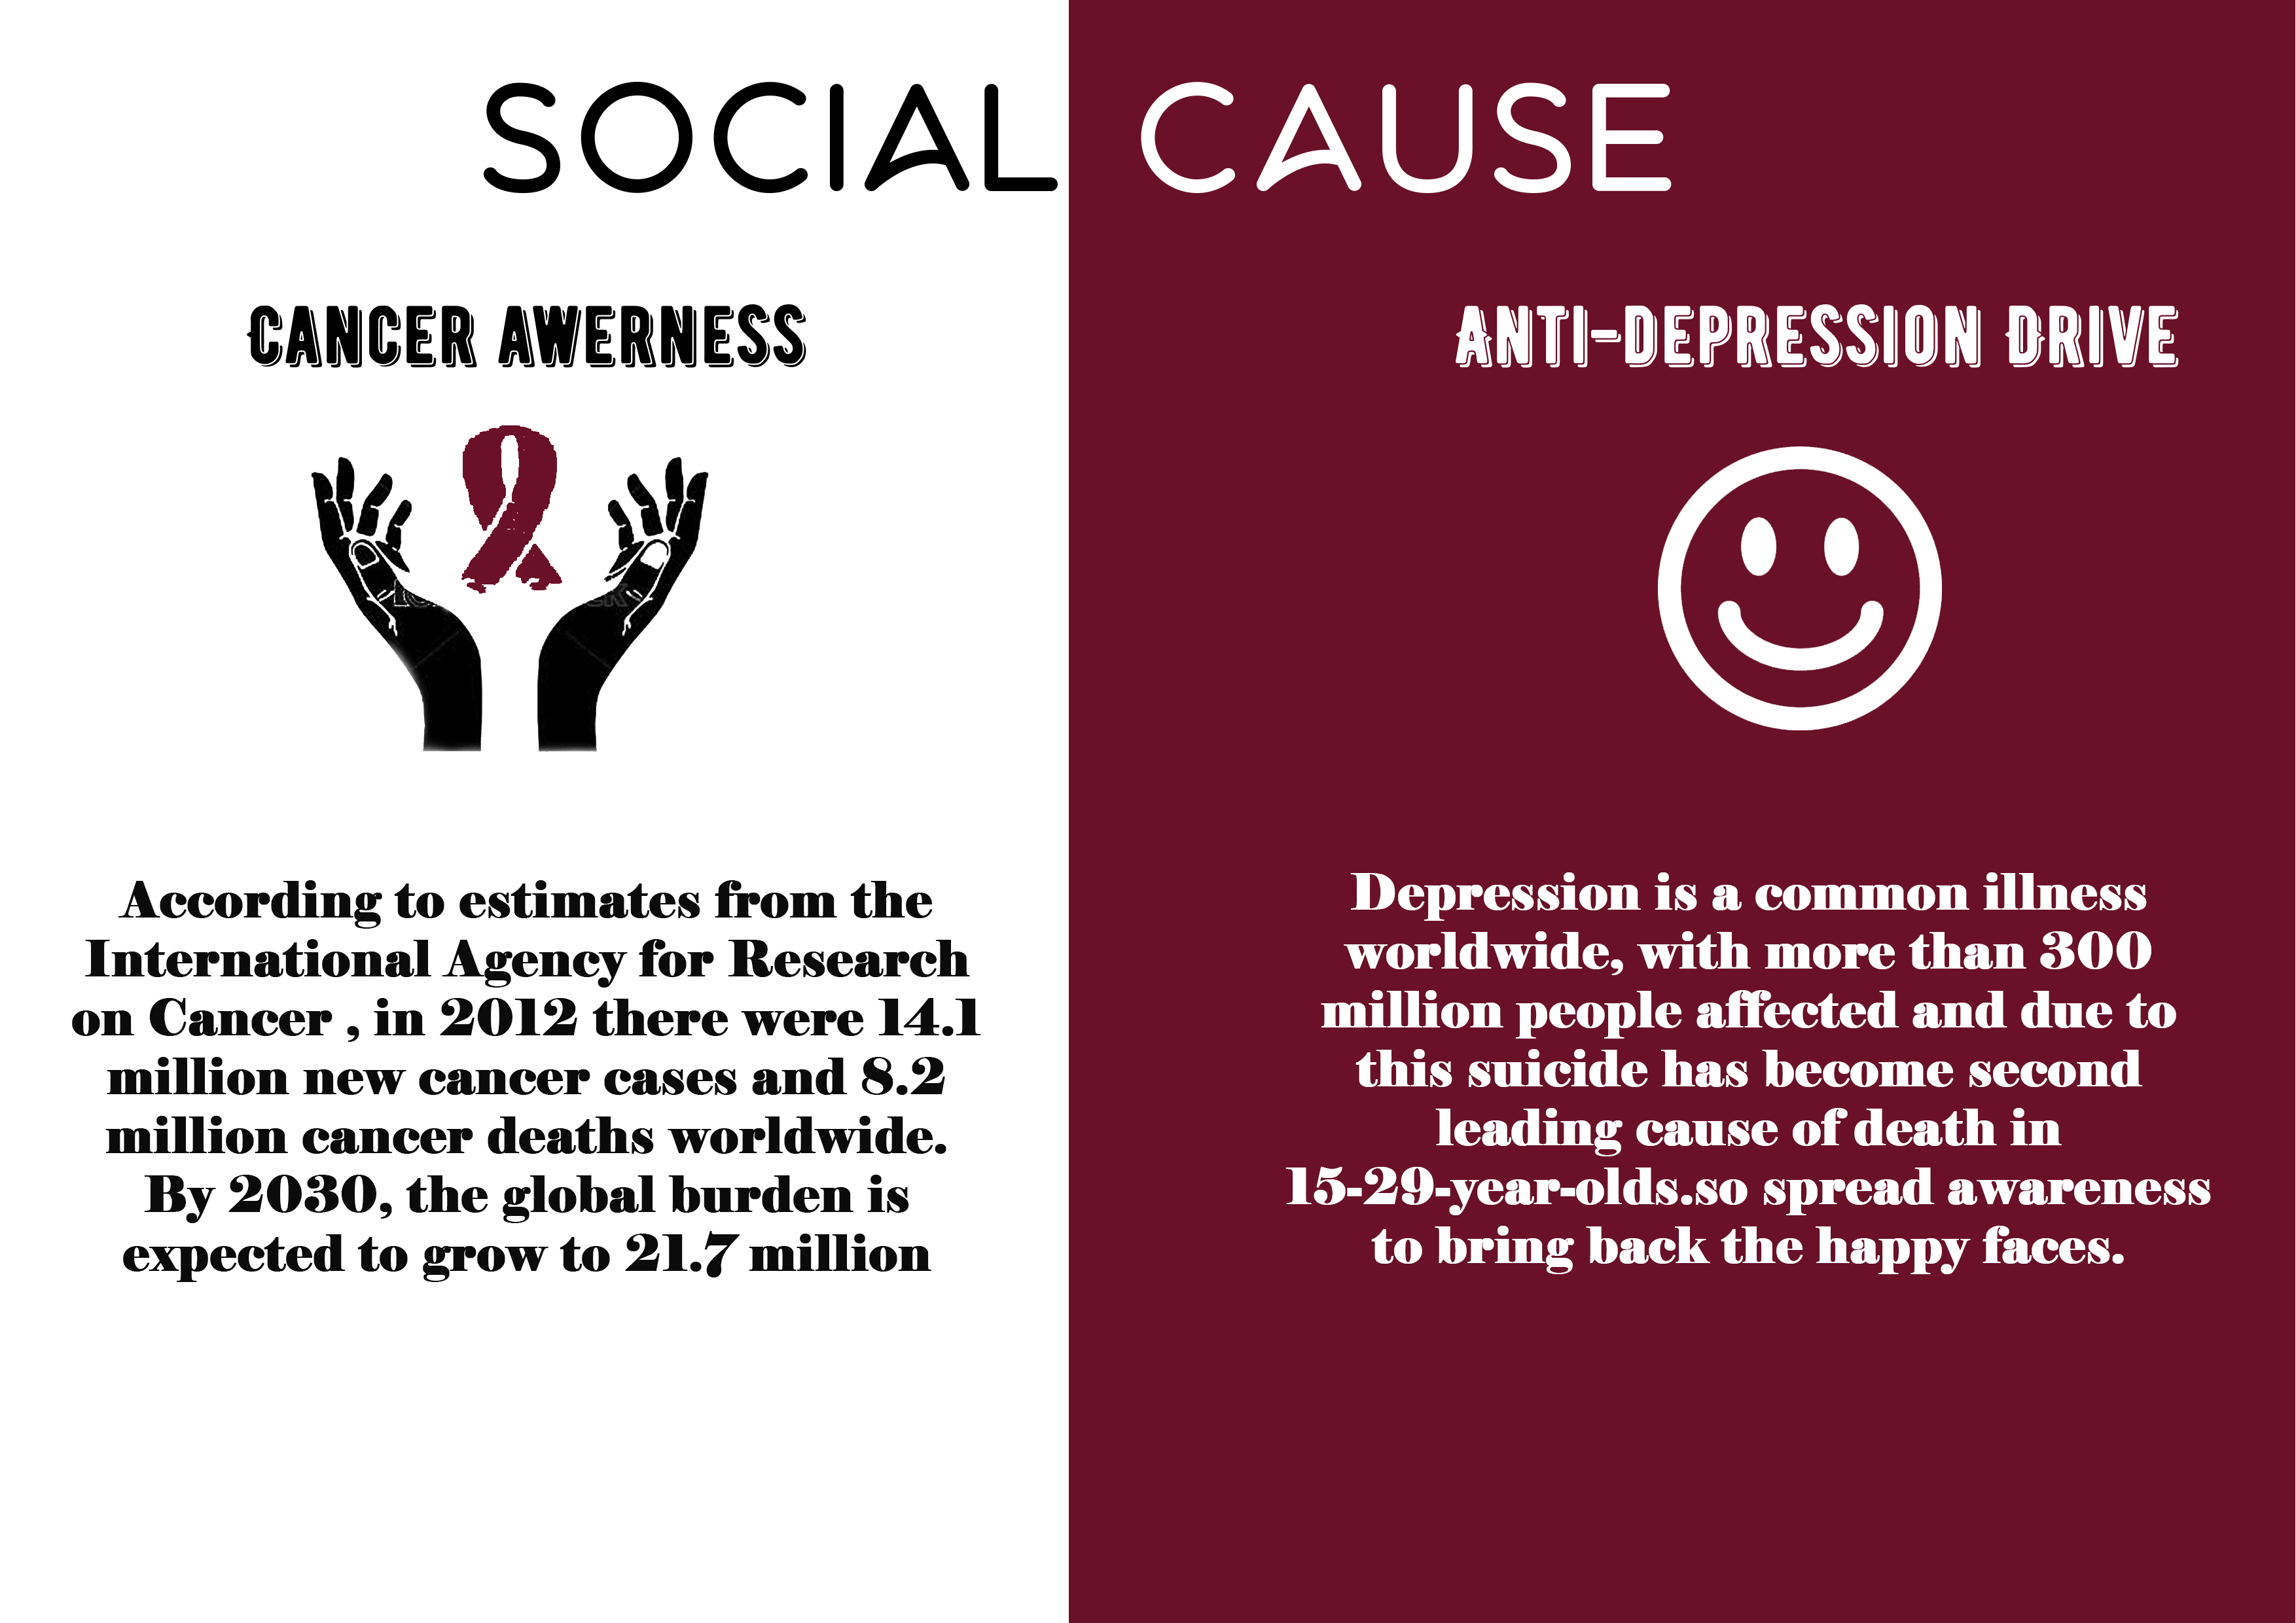 SOCIAL CAUSE
CANCER AWERNESS
According to estimates from the
International Agency for Research
on Cancer , in 2012 there were 14.1
million new cancer cases and 8.2
million cancer deaths worldwide.
By 2030, the global burden is
expected to grow to 21.7 million
ANTI-DEPRESSION DRIVE
Depression is a common illness
worldwide, with more than 300
million people affected and due to
this suicide has become second
leading cause of death in
15-29-year-olds.so spread awareness
to bring back the happy faces.